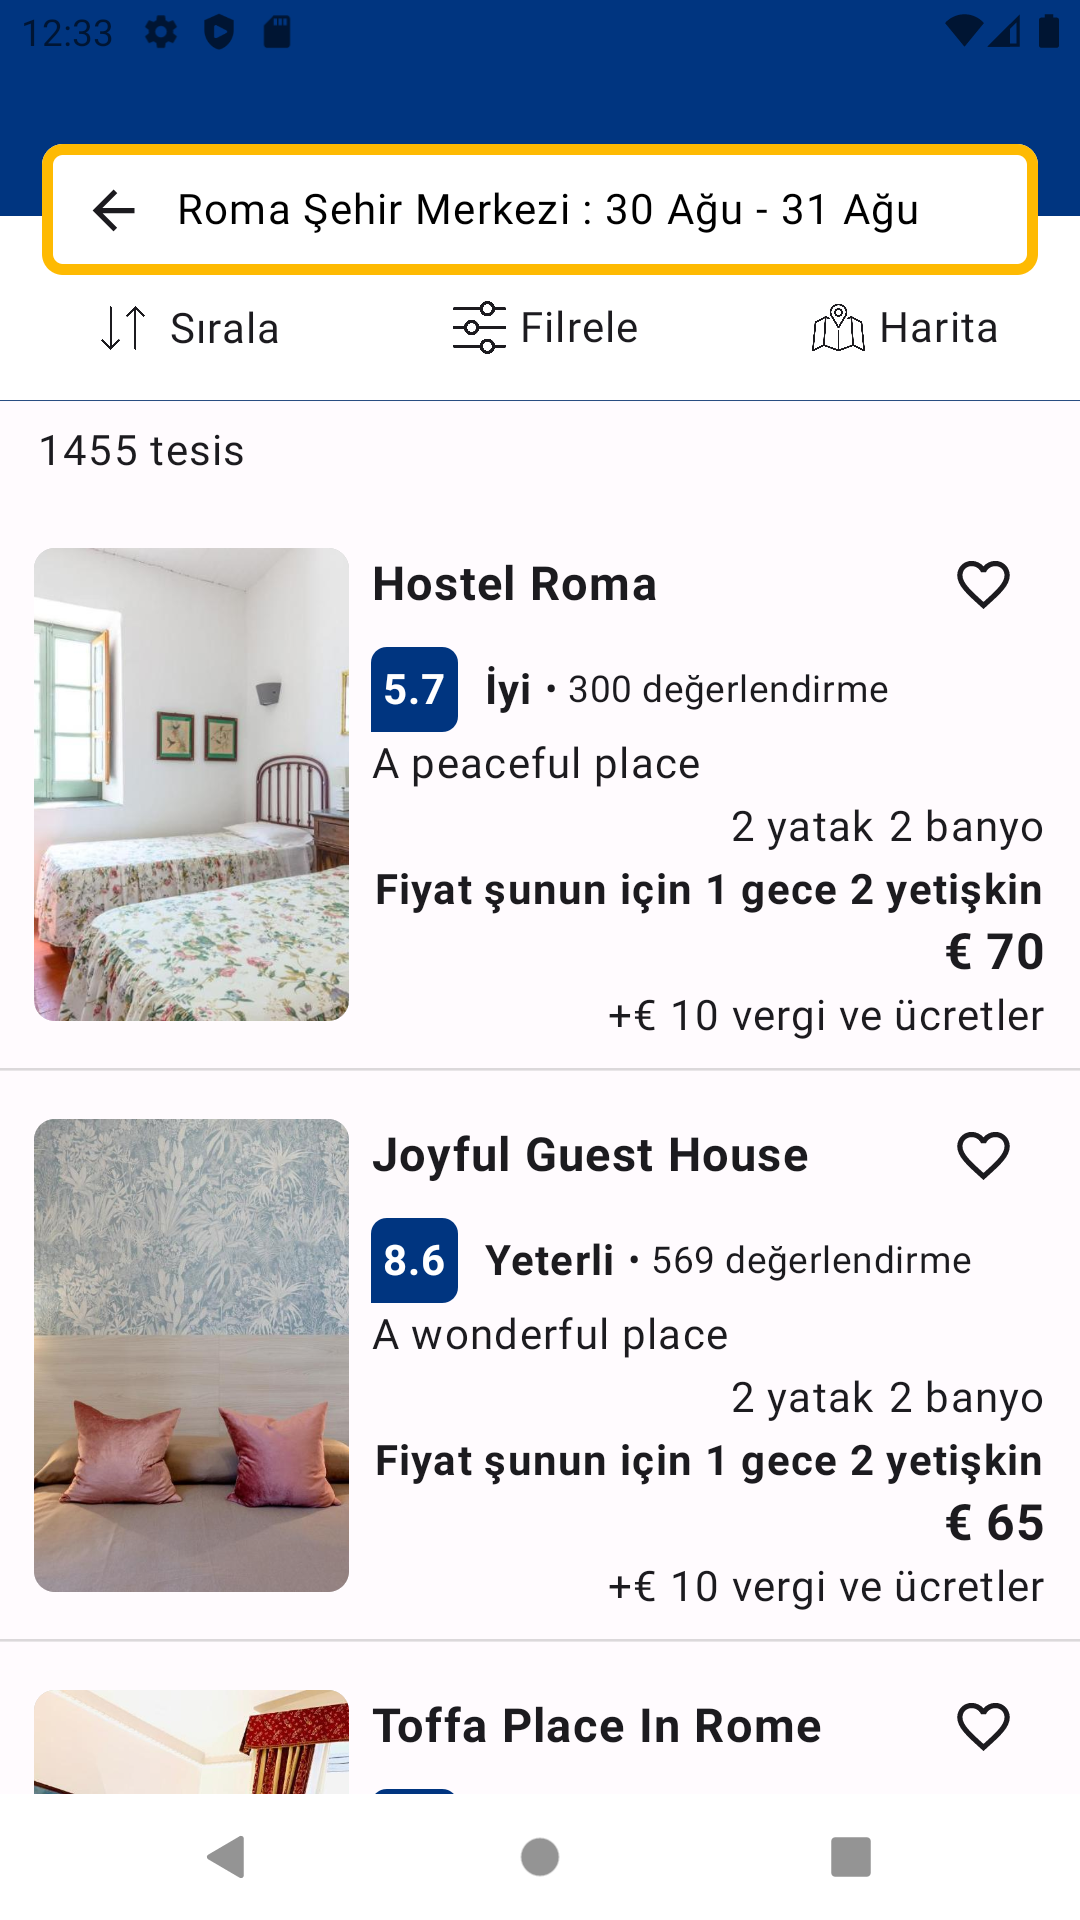 12:33
Roma Şehir Merkezi : 30 Ağu - 31 Ağu
Sırala
Filrele
Harita
1455 tesis
Hostel Roma
5.7 İyi • 300 değerlendirme
A peaceful place
2 yatak 2 banyo
Fiyat şunun için 1 gece 2 yetişkin
€ 70
+€ 10 vergi ve ücretler
Joyful Guest House
8.6 Yeterli • 569 değerlendirme
A wonderful place
2 yatak 2 banyo
Fiyat şunun için 1 gece 2 yetişkin
€ 65
+€ 10 vergi ve ücretler
Toffa Place In Rome